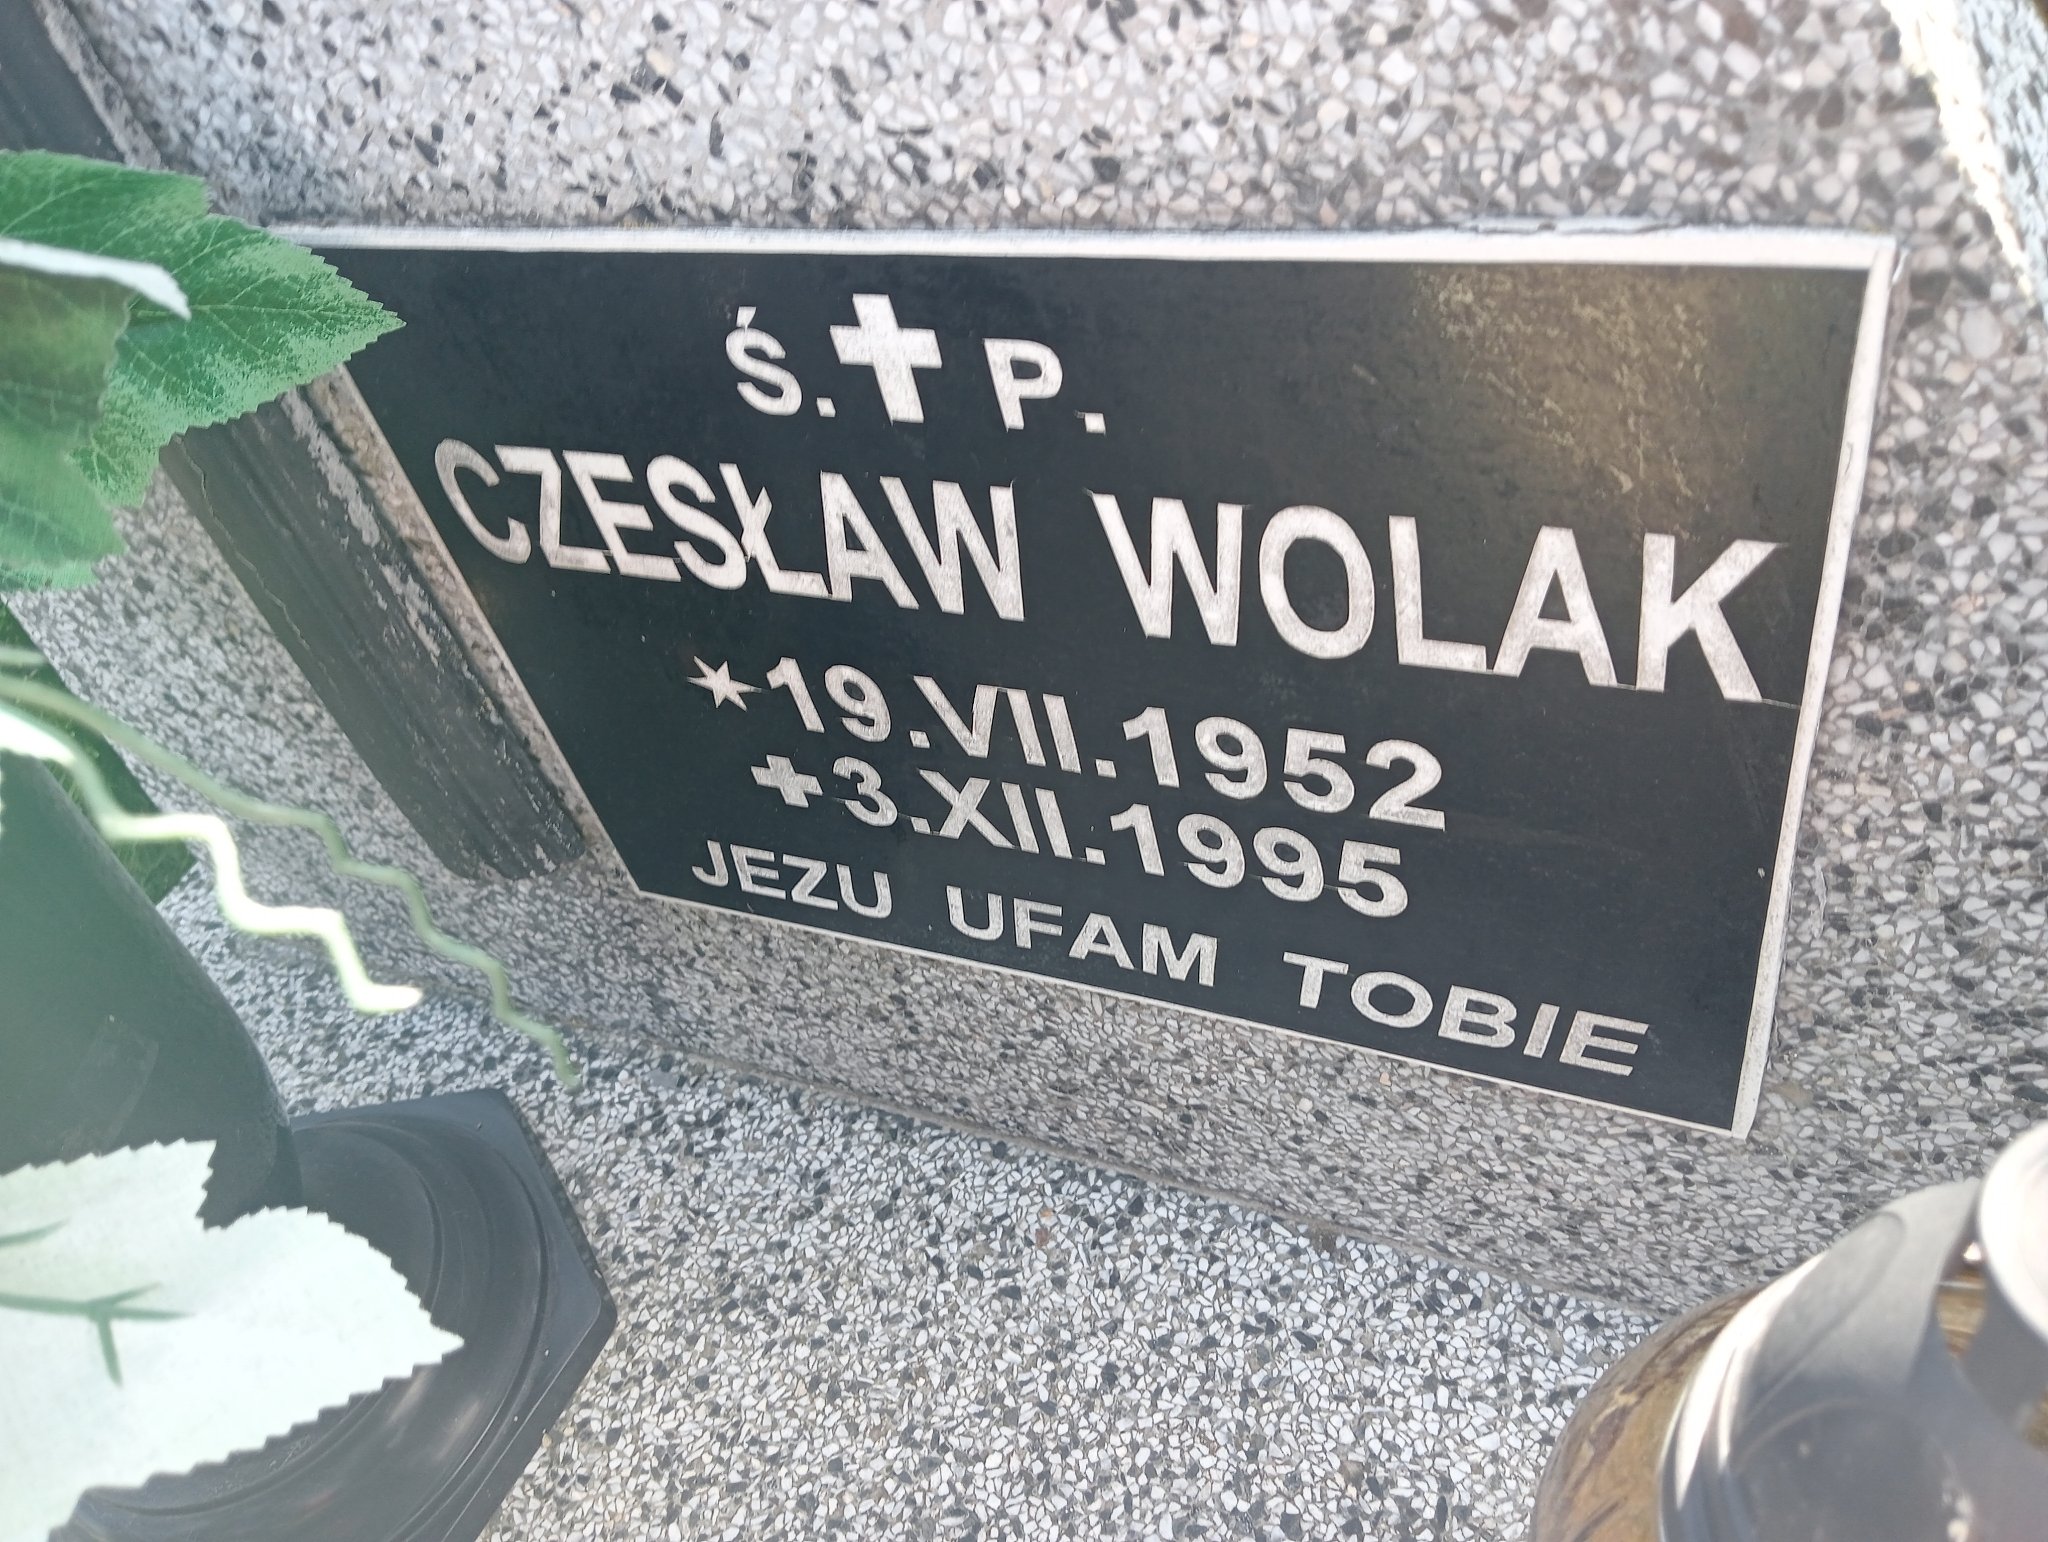 Ś.✝P.
CZESŁAW WOLAK
★19.VII.1952
✚3.XII.1995
JEZU UFAM TOBIE